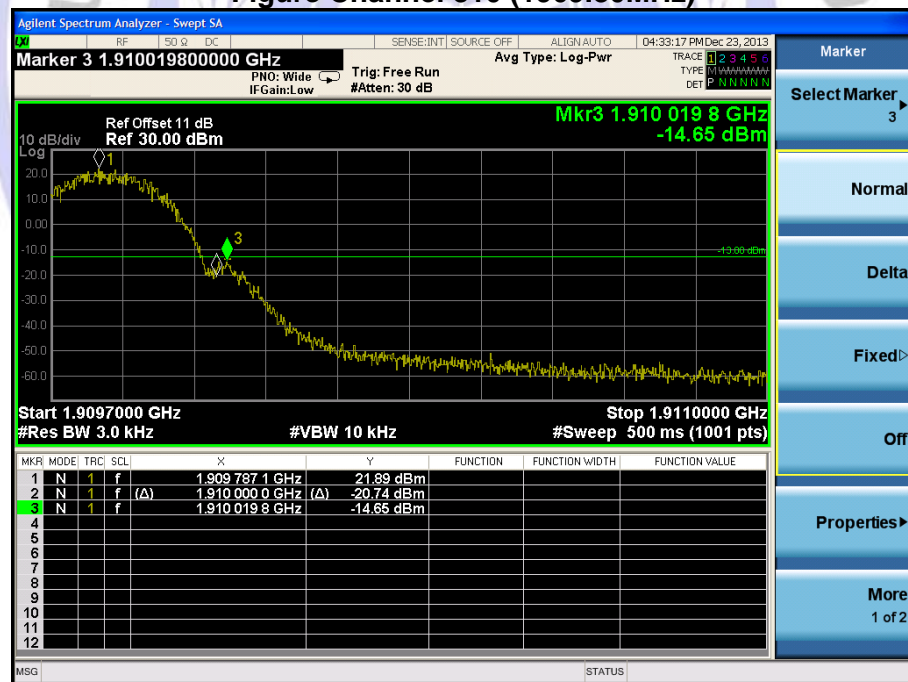 Agilent Spectrum Analyzer - Swept SA
LXI RF 50 Ω DC SENSE:INT SOURCE OFF ALIGN AUTO 04:33:17 PM Dec 23, 2013
Marker 3 1.910019800000 GHz
Avg Type: Log-Pwr
TRACE 1 2 3 4 5 6
PNO: Wide Trig: Free Run
TYPE M WWWWW
IFGain:Low #Atten: 30 dB
DET P N N N N N
Mkr3 1.910 019 8 GHz
-14.65 dBm
Ref Offset 11 dB
10 dB/div Ref 30.00 dBm
Log
1
20.0
10.0
0.00
3
-10.0
-13.00 dBm
-20.0
-30.0
-40.0
-50.0
-60.0
Start 1.9097000 GHz Stop 1.9110000 GHz
#Res BW 3.0 kHz #VBW 10 kHz #Sweep 500 ms (1001 pts)
MKR MODE TRC SCL X Y FUNCTION FUNCTION WIDTH FUNCTION VALUE
1 N 1 f 1.909 787 1 GHz 21.89 dBm
2 N 1 f (Δ) 1.910 000 0 GHz (Δ) -20.74 dBm
3 N 1 f 1.910 019 8 GHz -14.65 dBm
4
5
6
7
8
9
10
11
12
MSG STATUS
Marker
Select Marker
3
Normal
Delta
Fixed
Off
Properties
More
1 of 2